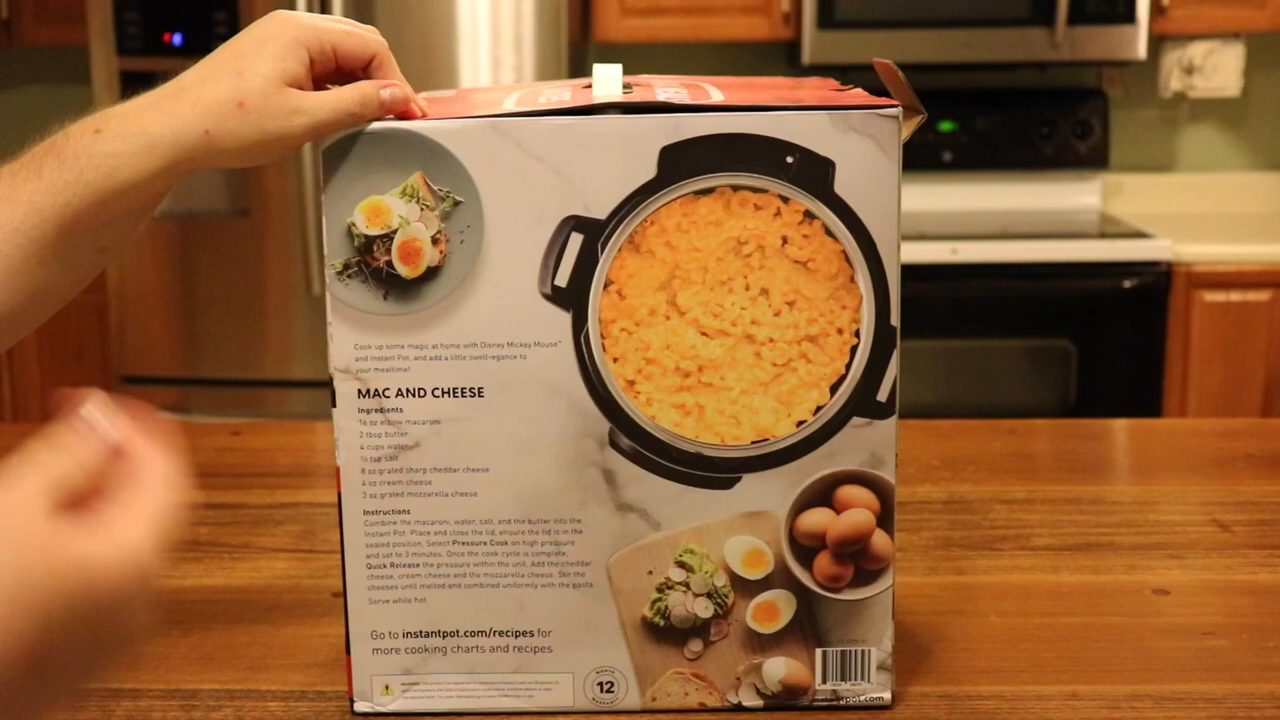 Cook up some magic at home with Disney Mickey Mouse™
and Instant Pot, and add a little swell-egance to
your mealtime!
MAC AND CHEESE
Ingredients
16 oz elbow macaroni
2 tbsp butter
4 cups water
½ tsp salt
8 oz grated sharp cheddar cheese
4 oz cream cheese
3 oz grated mozzarella cheese
Instructions
Combine the macaroni, water, salt, and the butter into the
Instant Pot. Place and close the lid, ensure the lid is in the
sealed position. Select Pressure Cook on high pressure
and set to 3 minutes. Once the cook cycle is complete,
Quick Release the pressure within the unit. Add the cheddar
cheese, cream cheese and the mozzarella cheese. Stir the
cheeses until melted and combined uniformly with the pasta.
Serve while hot.
Go to instantpot.com/recipes for
more cooking charts and recipes
WARNING:
MONTH
12
WARRANTY
instantpot.com